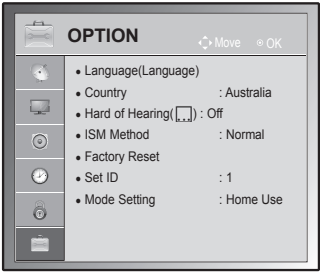 OPTION
Move OK
• Language(Language)
• Country : Australia
• Hard of Hearing( ) : Off
• ISM Method : Normal
• Factory Reset
• Set ID : 1
• Mode Setting : Home Use